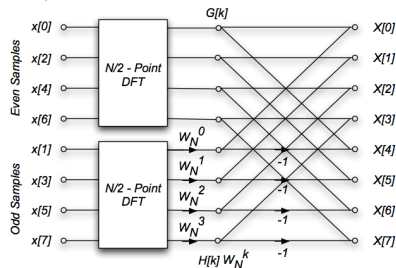 G[k]
Even Samples
x[0]
x[2]
x[4]
x[6]
N/2 - Point
DFT
Odd Samples
x[1]
x[3]
x[5]
x[7]
N/2 - Point
DFT
W_N^0
W_N^1
W_N^2
W_N^3
H[k] W_N^k
-1
-1
-1
-1
X[0]
X[1]
X[2]
X[3]
X[4]
X[5]
X[6]
X[7]